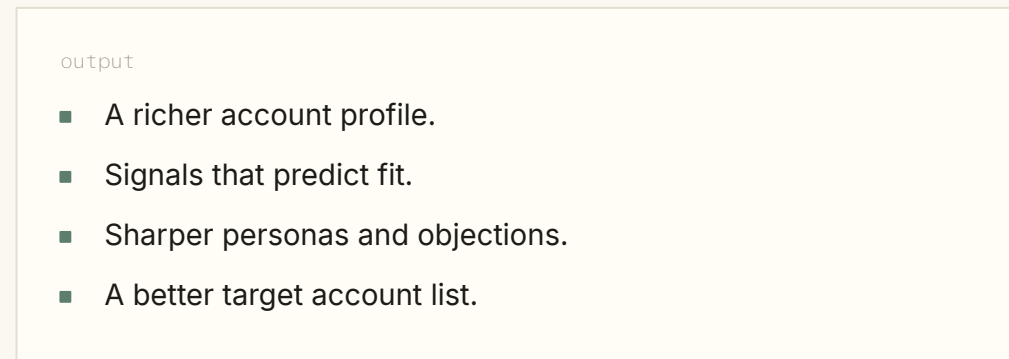 output
A richer account profile.
Signals that predict fit.
Sharper personas and objections.
A better target account list.